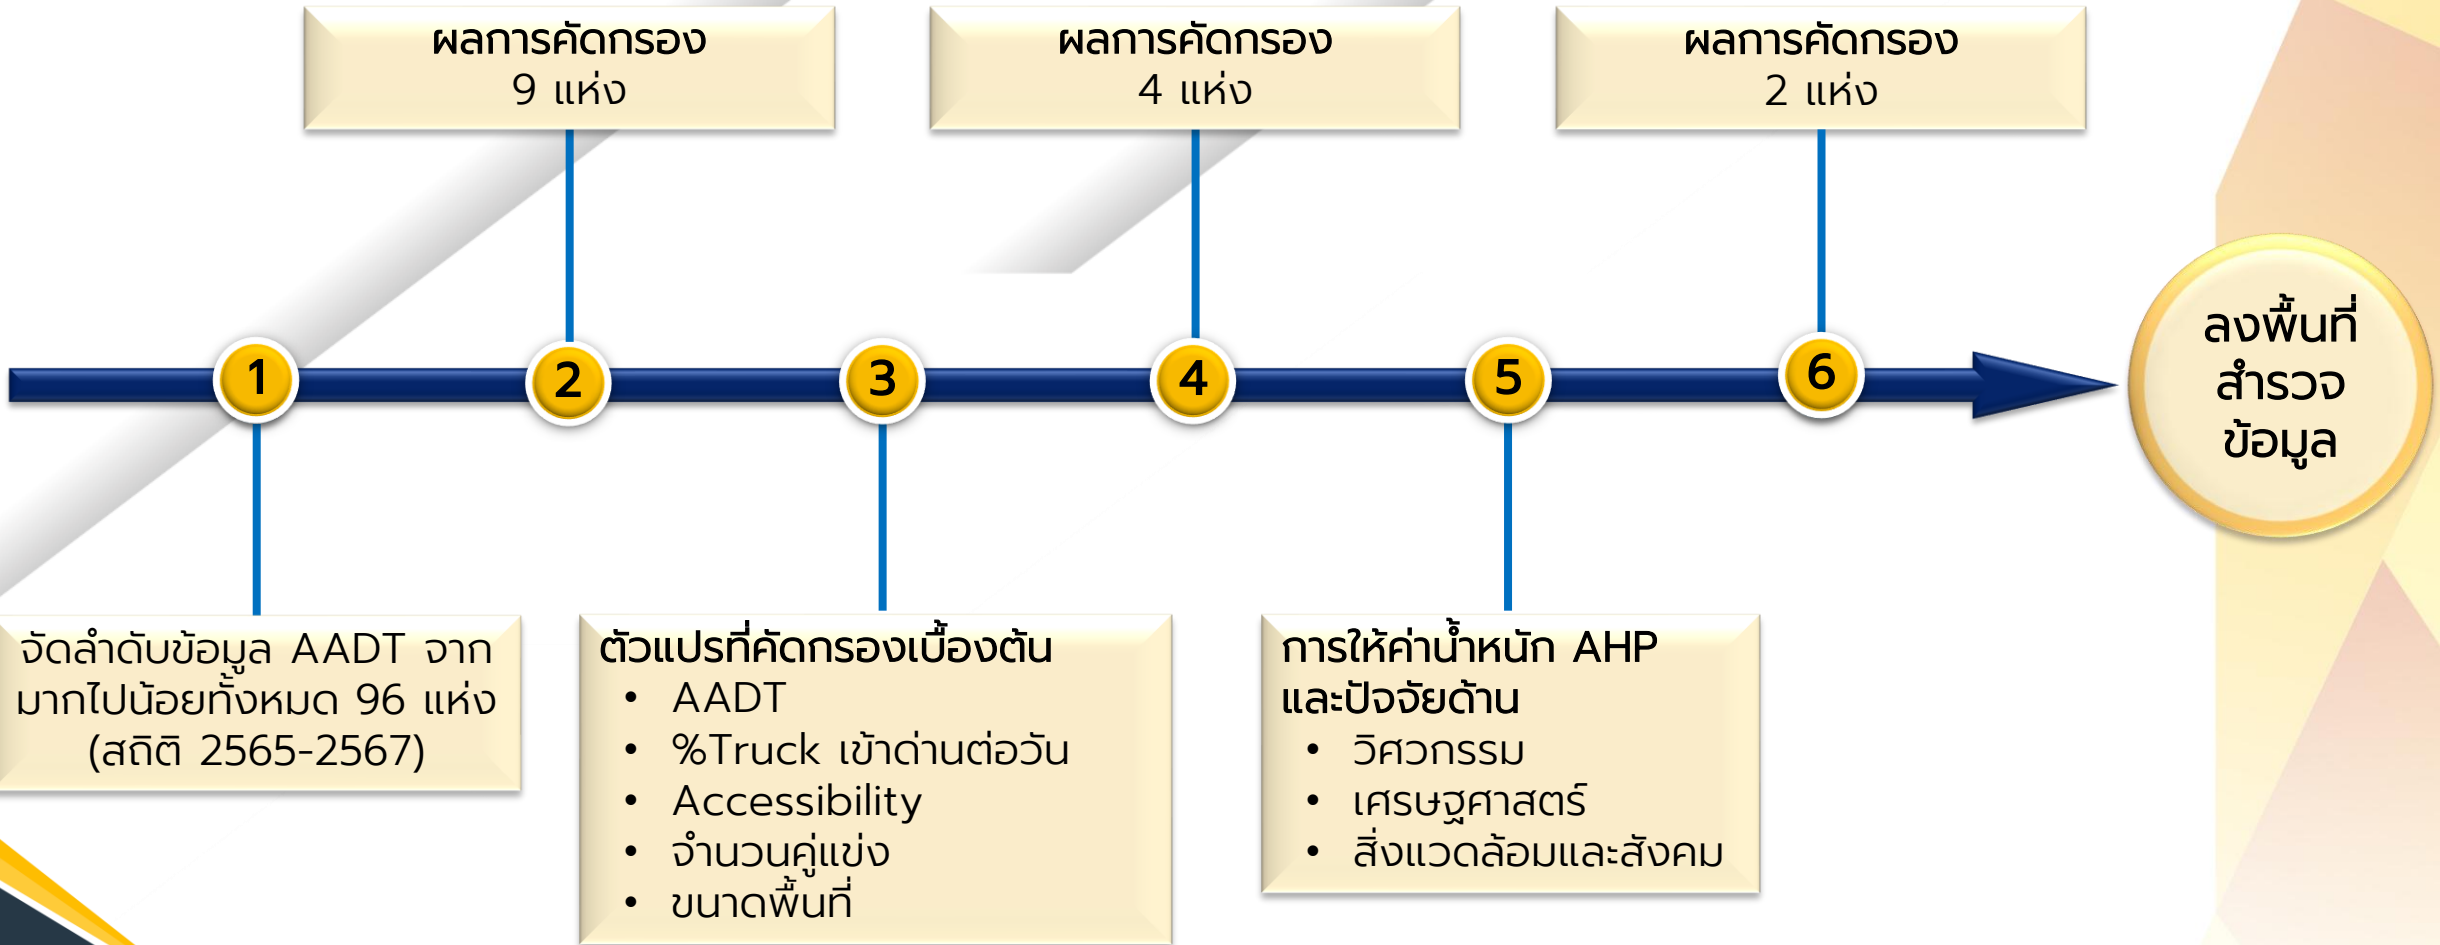 ผลการคัดกรอง
9 แห่ง
ผลการคัดกรอง
4 แห่ง
ผลการคัดกรอง
2 แห่ง
1
2
3
4
5
6
ลงพื้นที่
สำรวจ
ข้อมูล
จัดลำดับข้อมูล AADT จาก
มากไปน้อยทั้งหมด 96 แห่ง
(สถิติ 2565-2567)
ตัวแปรที่คัดกรองเบื้องต้น
• AADT
• %Truck เข้าด่านต่อวัน
• Accessibility
• จำนวนคู่แข่ง
• ขนาดพื้นที่
การให้ค่าน้ำหนัก AHP
และปัจจัยด้าน
• วิศวกรรม
• เศรษฐศาสตร์
• สิ่งแวดล้อมและสังคม